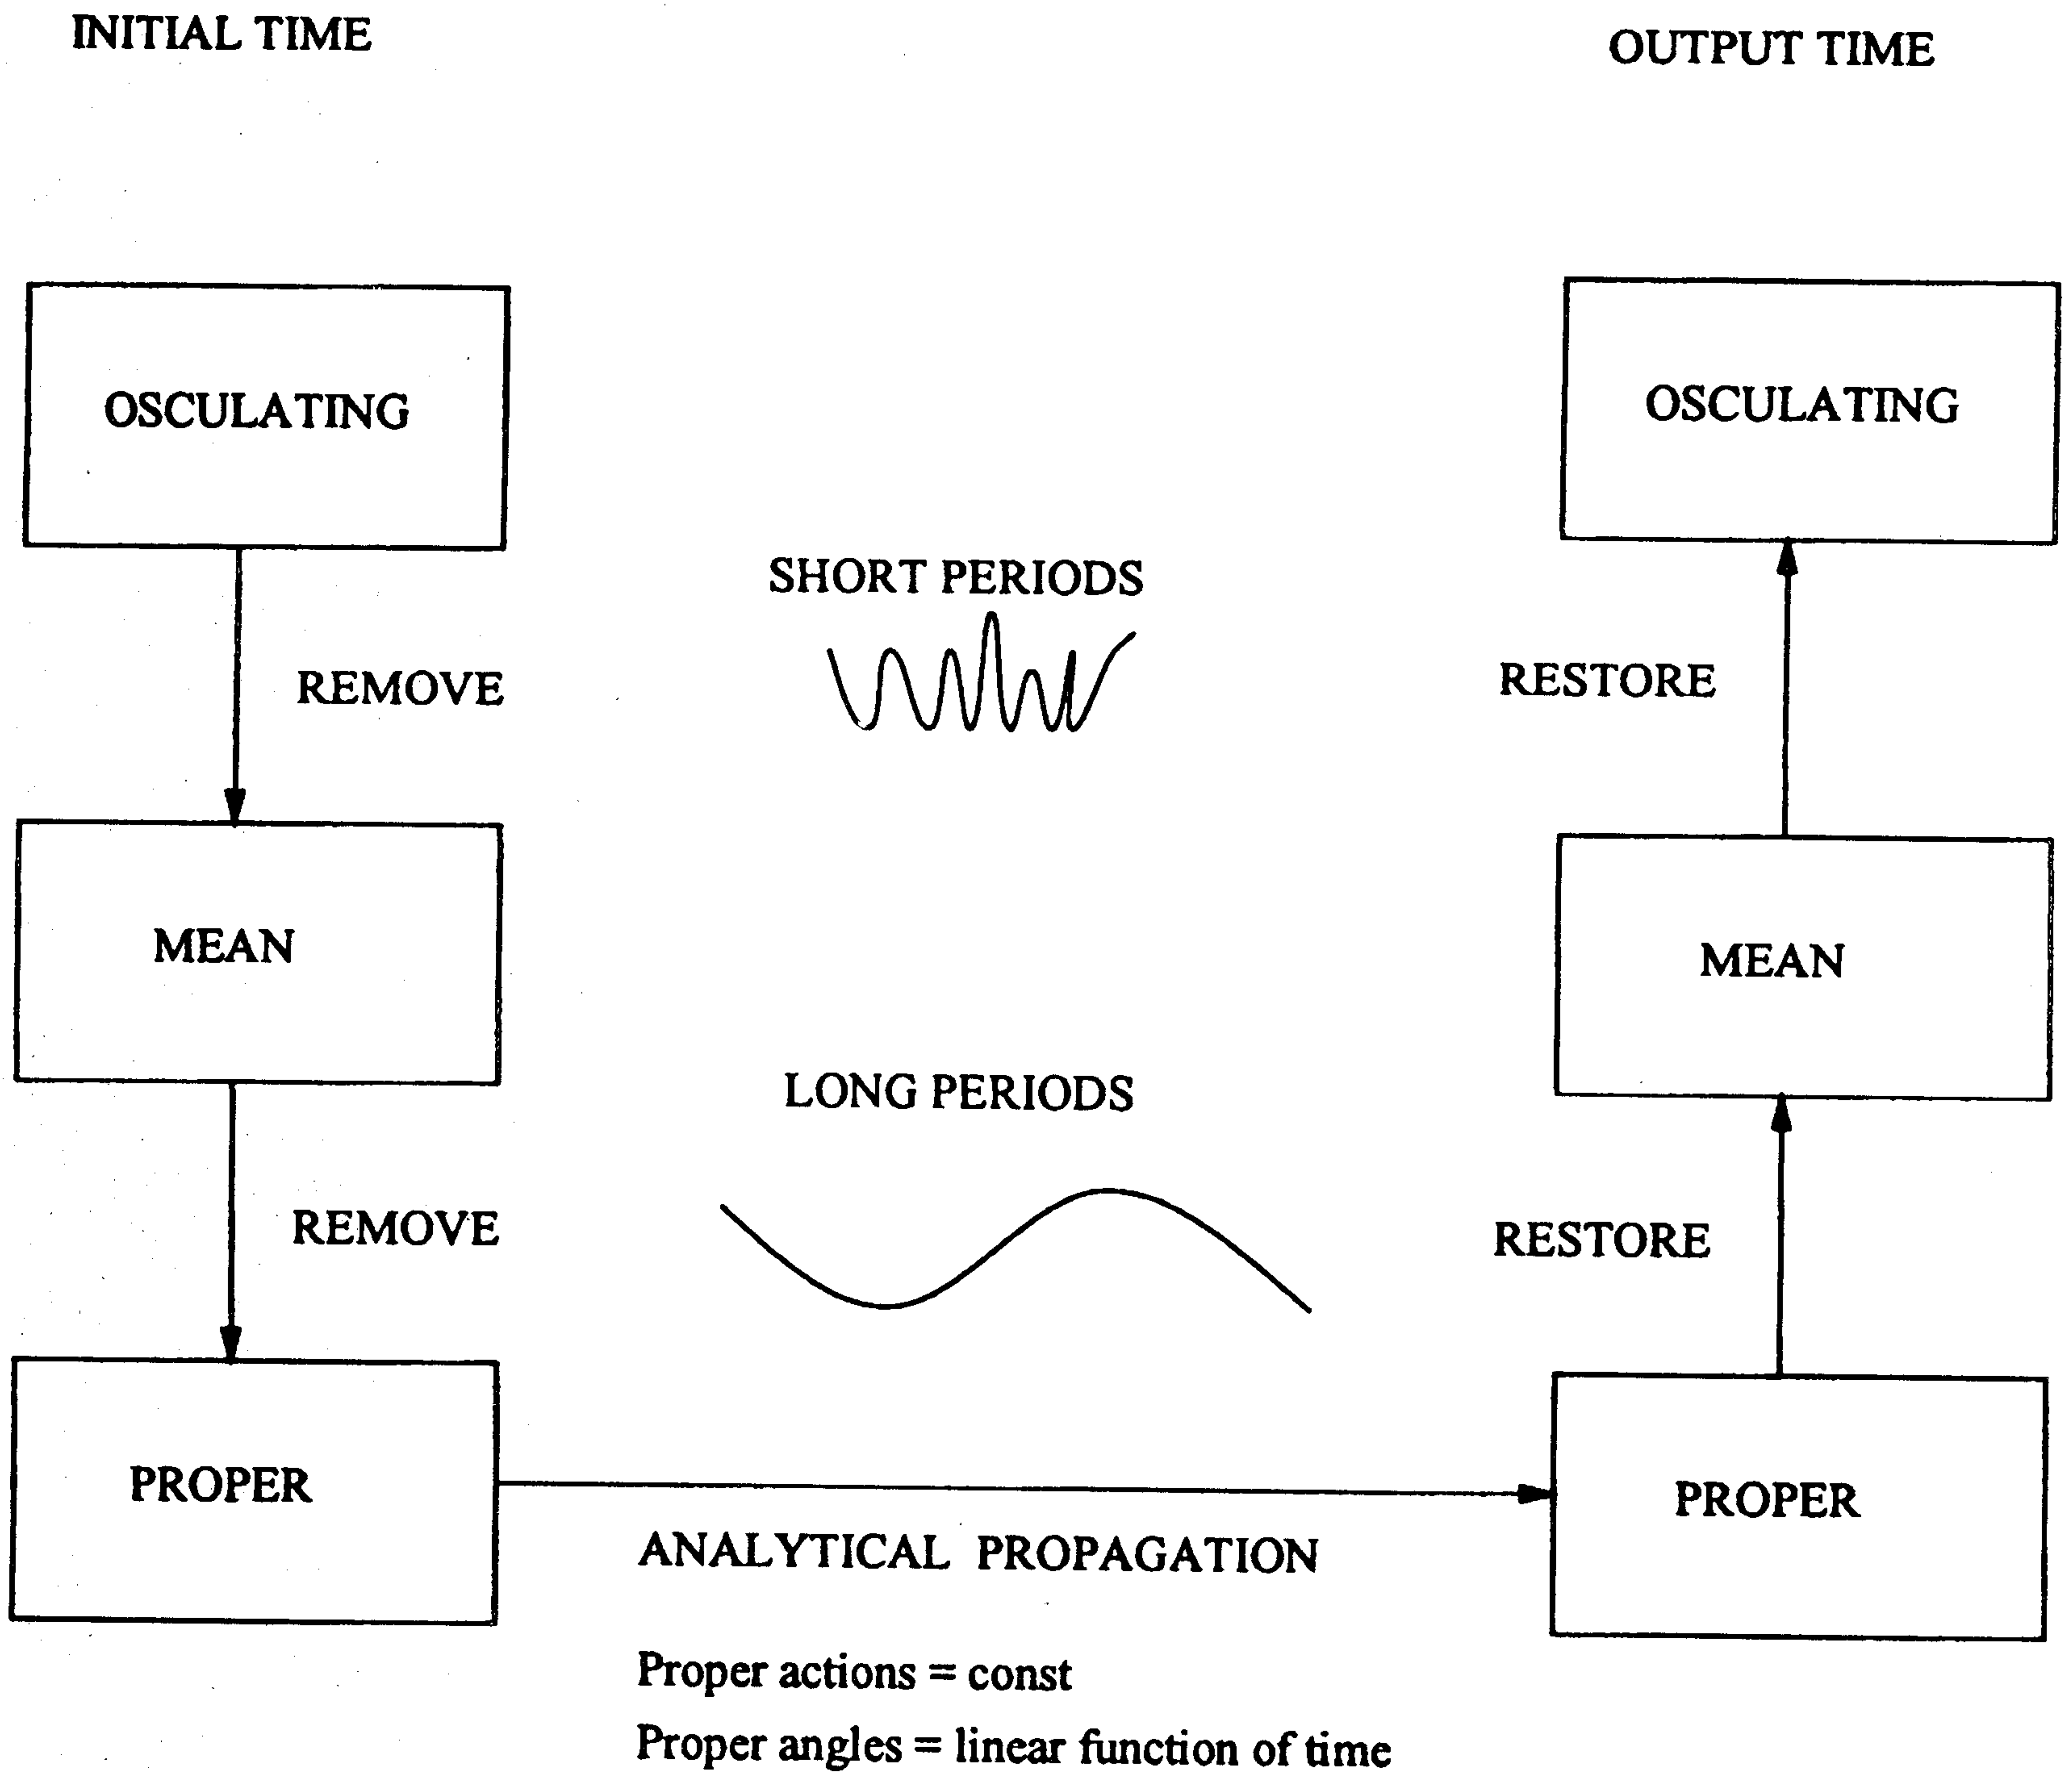 INITIAL TIME
OUTPUT TIME
OSCULATING
OSCULATING
SHORT PERIODS
REMOVE
RESTORE
MEAN
MEAN
LONG PERIODS
REMOVE
RESTORE
PROPER
PROPER
ANALYTICAL PROPAGATION
Proper actions = const
Proper angles = linear function of time